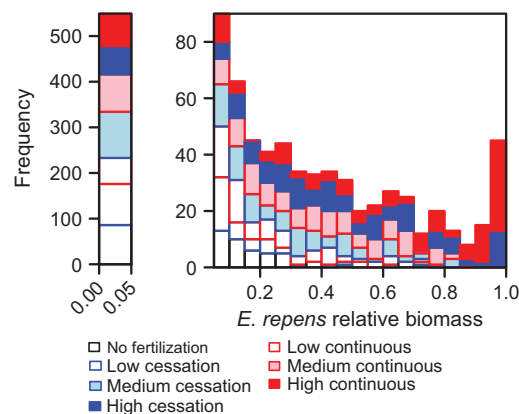 Frequency
500
400
300
200
100
0
0.00
0.05
80
60
40
20
0
0.2
0.4
0.6
0.8
1.0
E. repens relative biomass
No fertilization
Low continuous
Low cessation
Medium continuous
Medium cessation
High continuous
High cessation